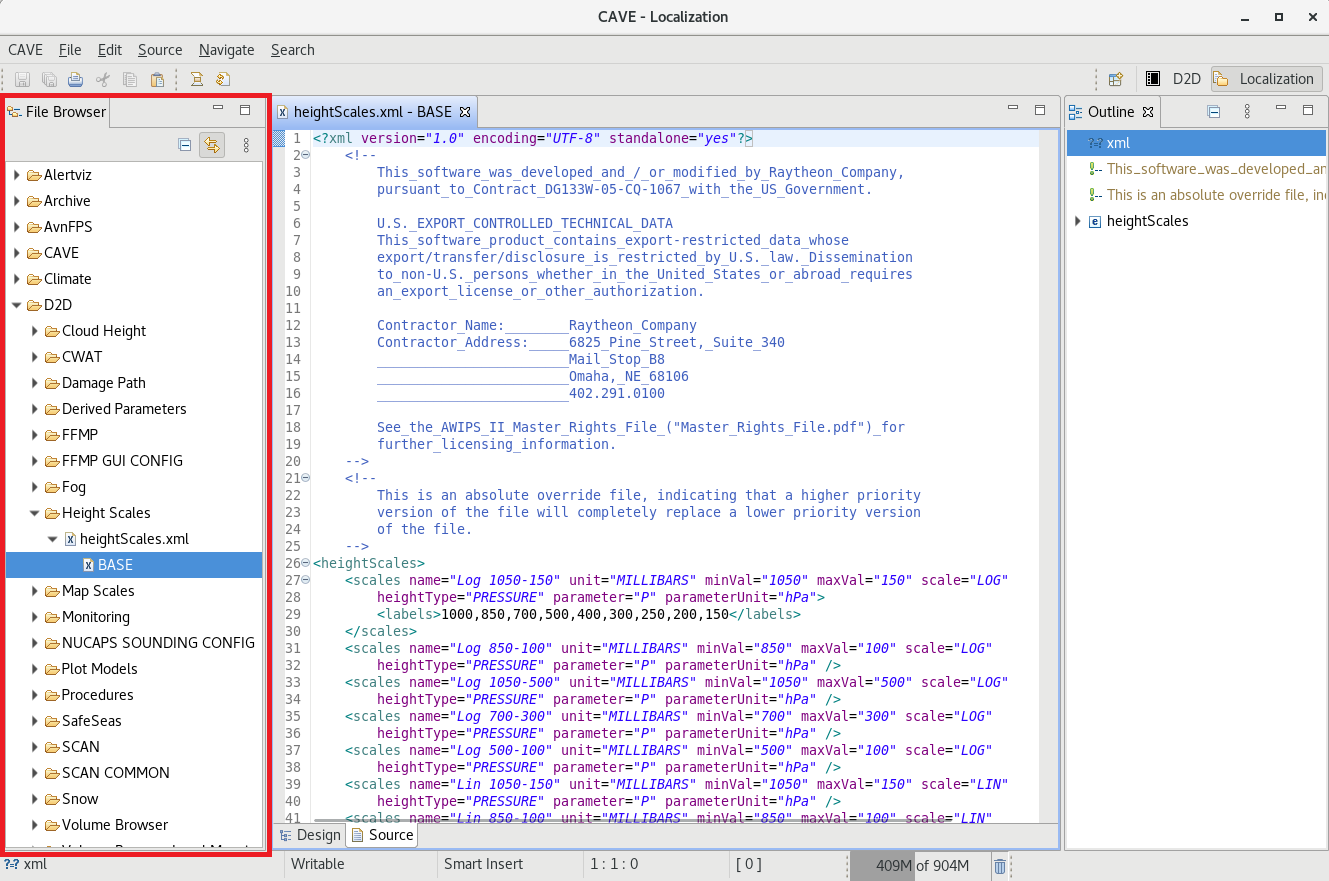 CAVE - Localization
CAVE File Edit Source Navigate Search
D2D Localization
File Browser
Alertviz
Archive
AvnFPS
CAVE
Climate
D2D
Cloud Height
CWAT
Damage Path
Derived Parameters
FFMP
FFMP GUI CONFIG
Fog
Height Scales
heightScales.xml
BASE
Map Scales
Monitoring
NUCAPS SOUNDING CONFIG
Plot Models
Procedures
SafeSeas
SCAN
SCAN COMMON
Snow
Volume Browser
heightScales.xml - BASE
1 <?xml version="1.0" encoding="UTF-8" standalone="yes"?>
2 <!--
3 This_software_was_developed_and_/_or_modified_by_Raytheon_Company,
4 pursuant_to_Contract_DG133W-05-CQ-1067_with_the_US_Government.
5
6 U.S._EXPORT_CONTROLLED_TECHNICAL_DATA
7 This_software_product_contains_export-restricted_data_whose
8 export/transfer/disclosure_is_restricted_by_U.S._law._Dissemination
9 to_non-U.S._persons_whether_in_the_United_States_or_abroad_requires
10 an_export_license_or_other_authorization.
11
12 Contractor_Name:________Raytheon_Company
13 Contractor_Address:_____6825_Pine_Street,_Suite_340
14 ________________________Mail_Stop_B8
15 ________________________Omaha,_NE_68106
16 ________________________402.291.0100
17
18 See_the_AWIPS_II_Master_Rights_File_("Master_Rights_File.pdf")_for
19 further_licensing_information.
20 -->
21 <!--
22 This is an absolute override file, indicating that a higher priority
23 version of the file will completely replace a lower priority version
24 of the file.
25 -->
26 <heightScales>
27 <scales name="Log 1050-150" unit="MILLIBARS" minVal="1050" maxVal="150" scale="LOG"
28 heightType="PRESSURE" parameter="P" parameterUnit="hPa">
29 <labels>1000,850,700,500,400,300,250,200,150</labels>
30 </scales>
31 <scales name="Log 850-100" unit="MILLIBARS" minVal="850" maxVal="100" scale="LOG"
32 heightType="PRESSURE" parameter="P" parameterUnit="hPa" />
33 <scales name="Log 1050-500" unit="MILLIBARS" minVal="1050" maxVal="500" scale="LOG"
34 heightType="PRESSURE" parameter="P" parameterUnit="hPa" />
35 <scales name="Log 700-300" unit="MILLIBARS" minVal="700" maxVal="300" scale="LOG"
36 heightType="PRESSURE" parameter="P" parameterUnit="hPa" />
37 <scales name="Log 500-100" unit="MILLIBARS" minVal="500" maxVal="100" scale="LOG"
38 heightType="PRESSURE" parameter="P" parameterUnit="hPa" />
39 <scales name="Lin 1050-150" unit="MILLIBARS" minVal="1050" maxVal="150" scale="LIN"
40 heightType="PRESSURE" parameter="P" parameterUnit="hPa" />
41 <scales name="Lin 850-100" unit="MILLIBARS" minVal="850" maxVal="100" scale="LIN"
Design Source
Outline
xml
This_software_was_developed_an
This is an absolute override file, in
heightScales
xml Writable Smart Insert 1 : 1 : 0 [ 0 ] 409M of 904M